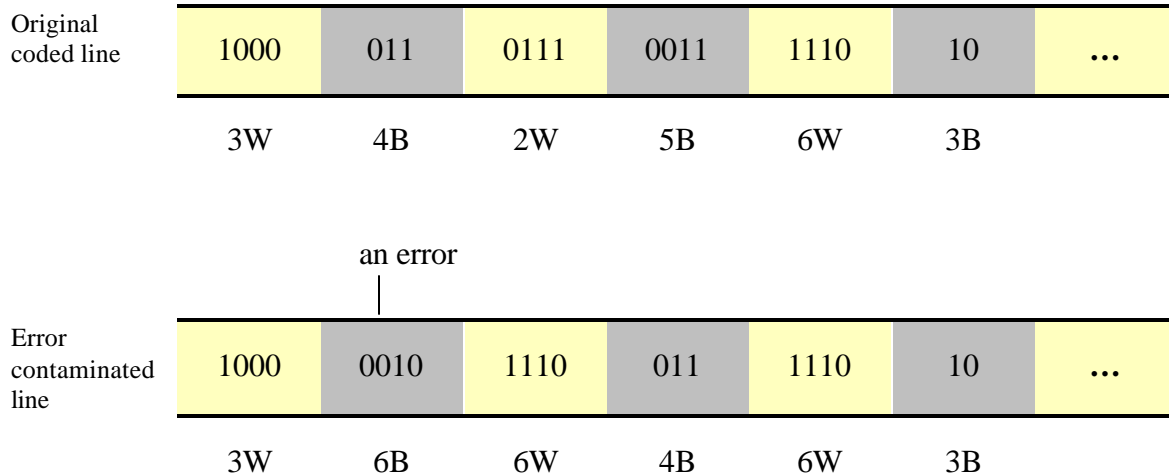 Original
coded line
1000 011 0111 0011 1110 10 ...
3W 4B 2W 5B 6W 3B
an error
Error
contaminated
line
1000 0010 1110 011 1110 10 ...
3W 6B 6W 4B 6W 3B